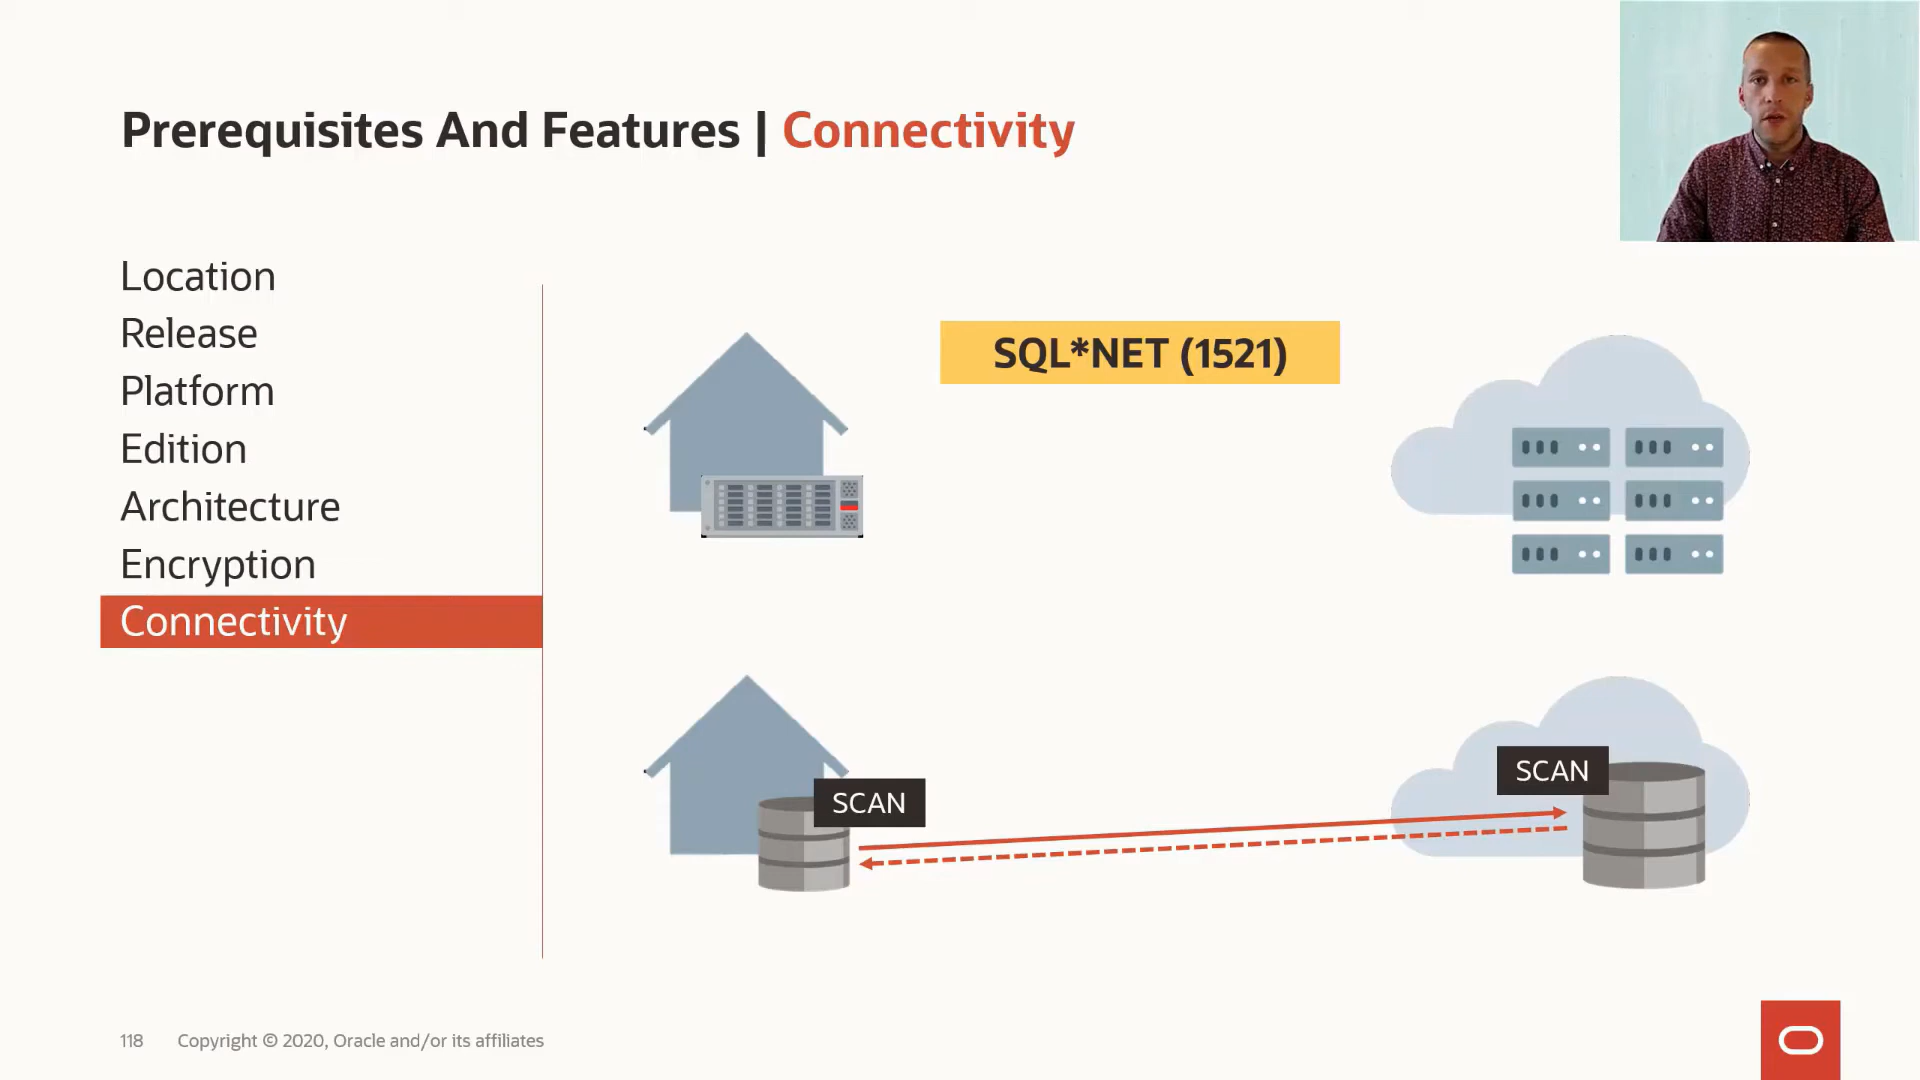 Prerequisites And Features | Connectivity
Location
Release
Platform
Edition
Architecture
Encryption
Connectivity
SQL*NET (1521)
SCAN
SCAN
118 Copyright © 2020, Oracle and/or its affiliates